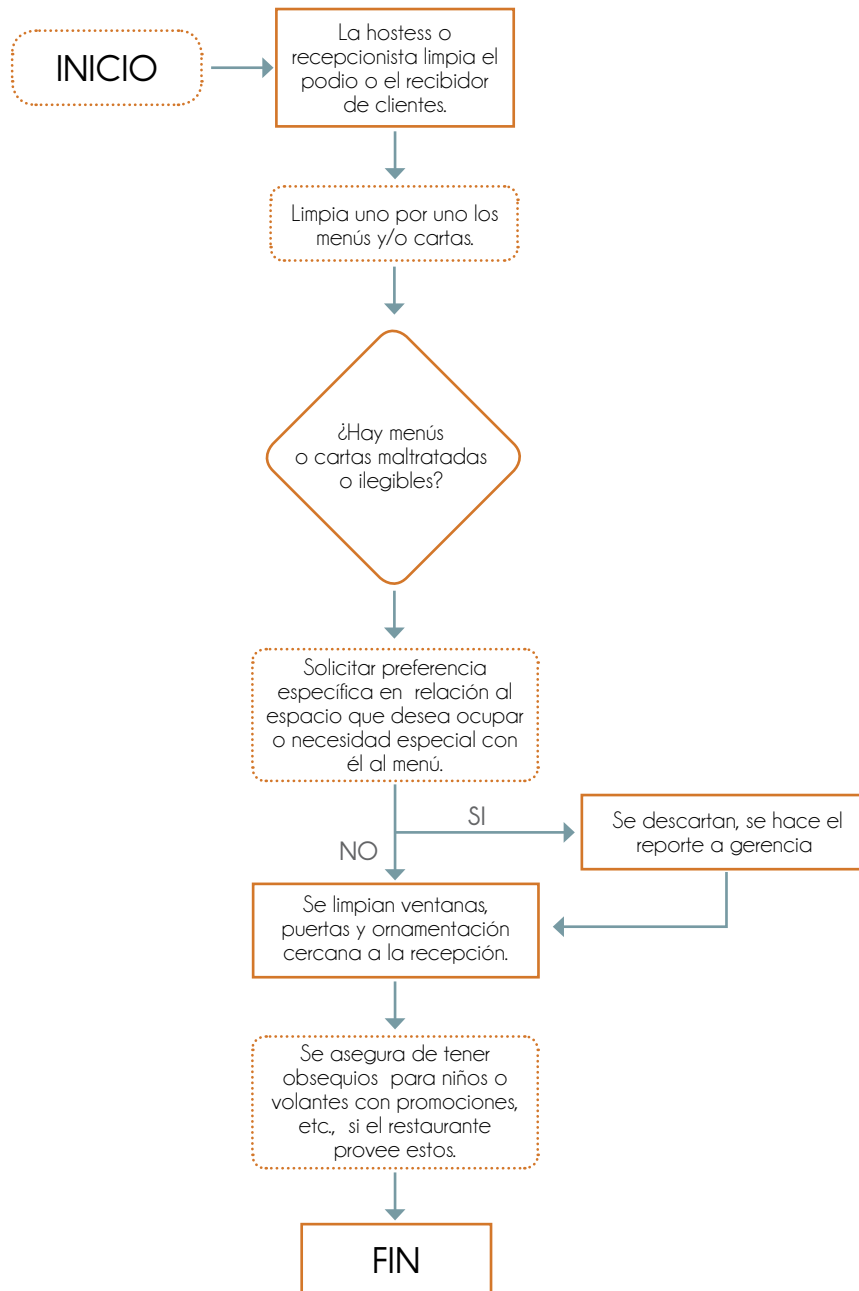 INICIO
La hostess o
recepcionista limpia el
podio o el recibidor
de clientes.
Limpia uno por uno los
menús y/o cartas.
¿Hay menús
o cartas maltratadas
o ilegibles?
Solicitar preferencia
específica en relación al
espacio que desea ocupar
o necesidad especial con
él al menú.
SI
NO
Se descartan, se hace el
reporte a gerencia
Se limpian ventanas,
puertas y ornamentación
cercana a la recepción.
Se asegura de tener
obsequios para niños o
volantes con promociones,
etc., si el restaurante
provee estos.
FIN